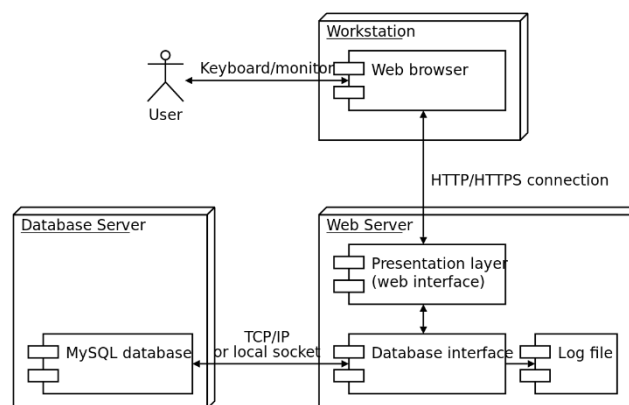 Workstation
Keyboard/monitor
Web browser
User
HTTP/HTTPS connection
Database Server
Web Server
Presentation layer
(web interface)
TCP/IP
or local socket
MySQL database
Database interface
Log file